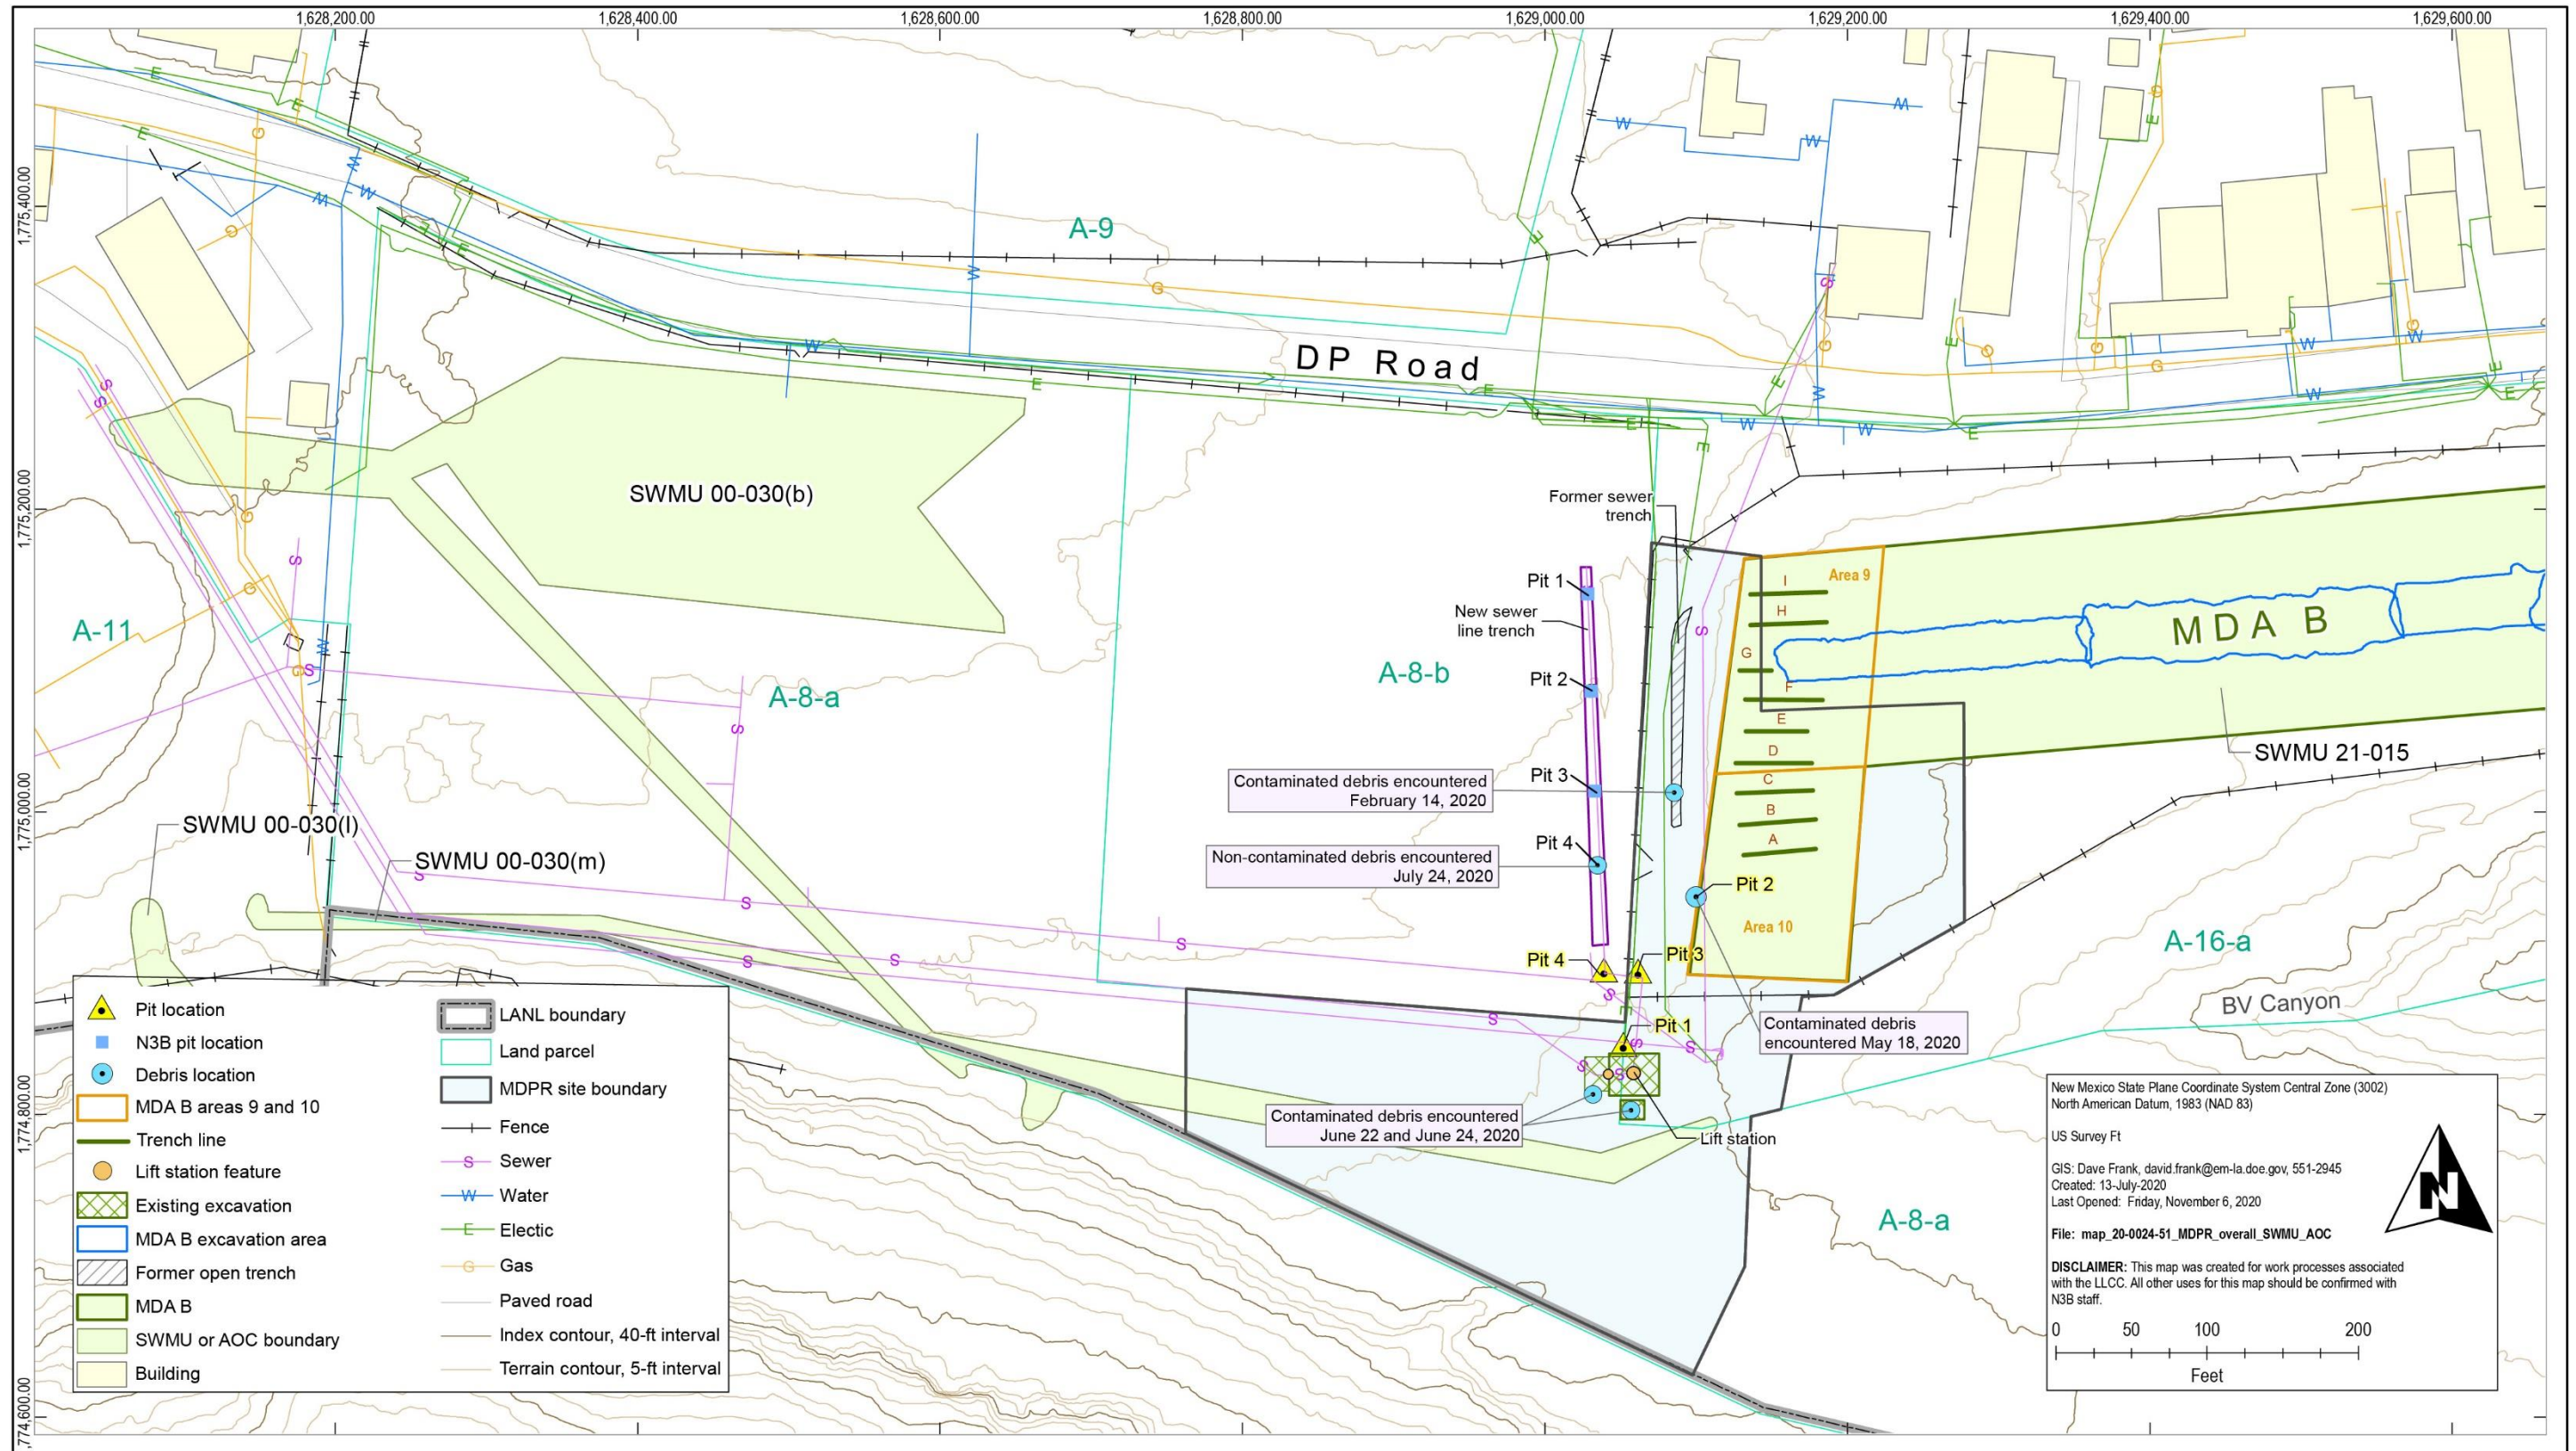 1,628,200.00
1,628,400.00
1,628,600.00
1,628,800.00
1,629,000.00
1,629,200.00
1,629,400.00
1,629,600.00
1,775,400.00
1,775,200.00
1,775,000.00
1,774,800.00
1,774,600.00
A-9
DP Road
SWMU 00-030(b)
Former sewer
trench
Pit 1
New sewer
line trench
Area 9
I
H
G
F
E
D
C
B
A
MDA B
A-11
A-8-a
A-8-b
Pit 2
SWMU 21-015
Pit 3
Contaminated debris encountered
February 14, 2020
SWMU 00-030(l)
SWMU 00-030(m)
Pit 4
Non-contaminated debris encountered
July 24, 2020
Pit 2
Area 10
A-16-a
Pit 4
Pit 3
BV Canyon
Pit 1
Contaminated debris
encountered May 18, 2020
Contaminated debris encountered
June 22 and June 24, 2020
Lift station
A-8-a
Pit location
N3B pit location
Debris location
MDA B areas 9 and 10
Trench line
Lift station feature
Existing excavation
MDA B excavation area
Former open trench
MDA B
SWMU or AOC boundary
Building
LANL boundary
Land parcel
MDPR site boundary
Fence
S Sewer
W Water
E Electic
G Gas
Paved road
Index contour, 40-ft interval
Terrain contour, 5-ft interval
New Mexico State Plane Coordinate System Central Zone (3002)
North American Datum, 1983 (NAD 83)
US Survey Ft
GIS: Dave Frank, david.frank@em-la.doe.gov, 551-2945
Created: 13-July-2020
Last Opened: Friday, November 6, 2020
File: map_20-0024-51_MDPR_overall_SWMU_AOC
DISCLAIMER: This map was created for work processes associated
with the LLCC. All other uses for this map should be confirmed with
N3B staff.
0 50 100 200
Feet
N